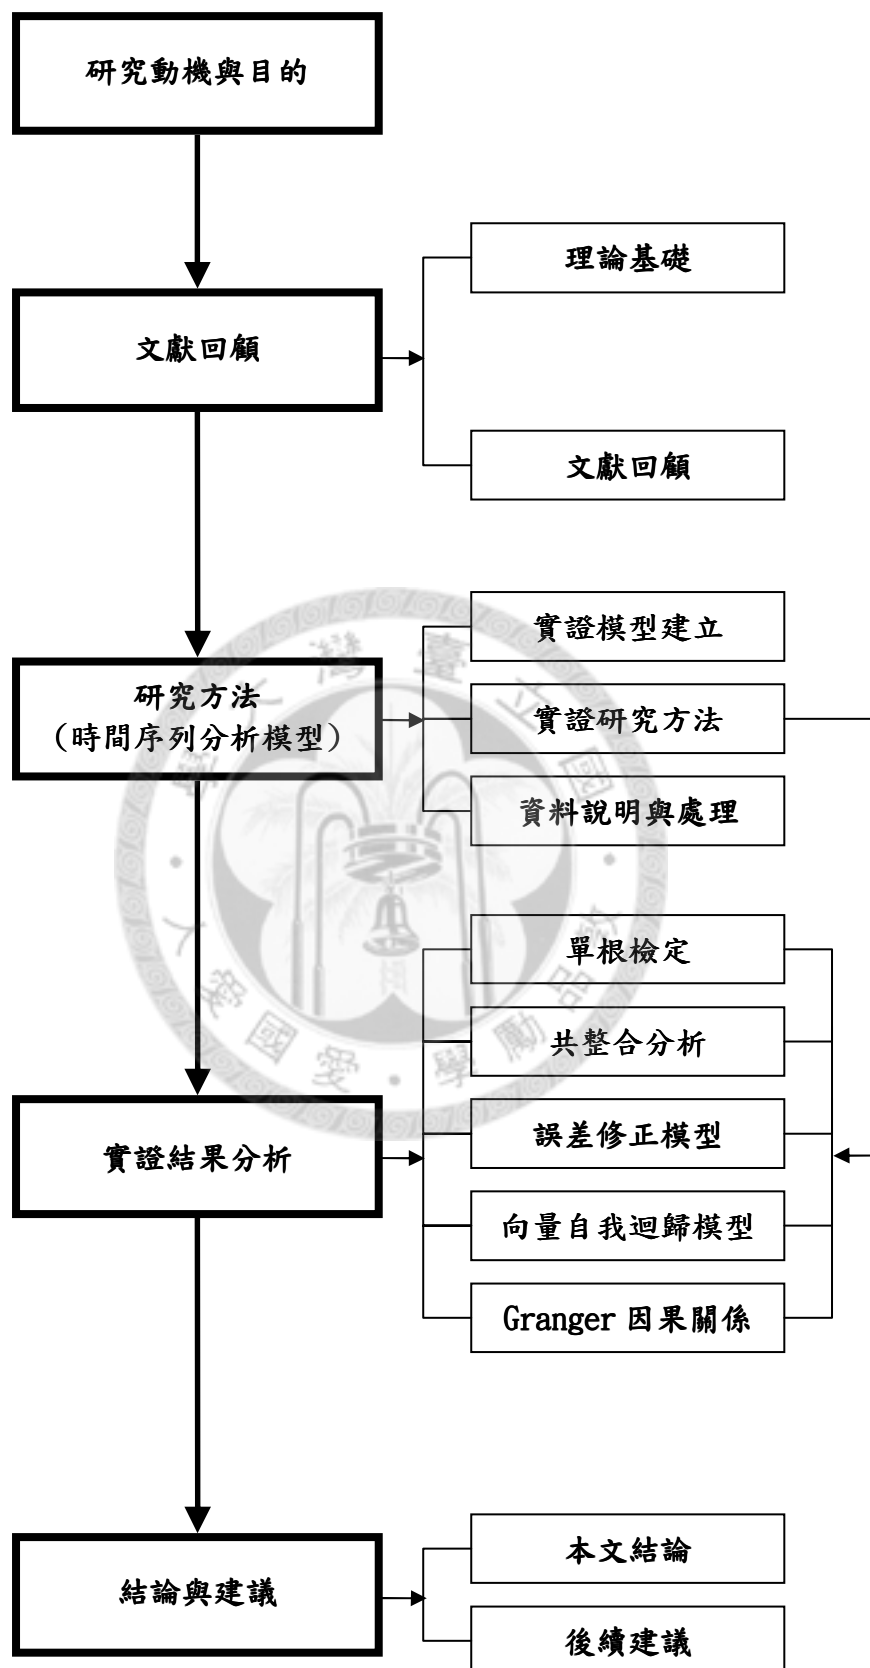 研究動機與目的
文獻回顧
理論基礎
文獻回顧
研究方法
(時間序列分析模型)
實證模型建立
實證研究方法
資料說明與處理
實證結果分析
單根檢定
共整合分析
誤差修正模型
向量自我迴歸模型
Granger 因果關係
結論與建議
本文結論
後續建議